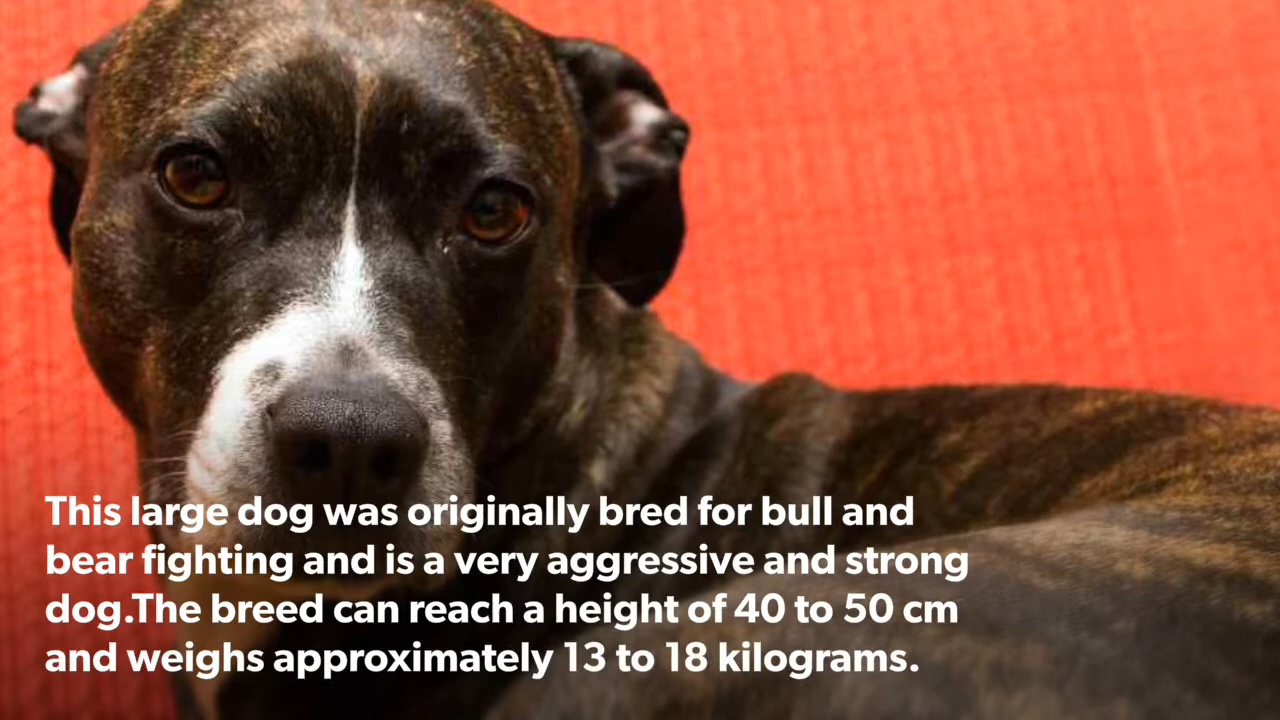 This large dog was originally bred for bull and
bear fighting and is a very aggressive and strong
dog.The breed can reach a height of 40 to 50 cm
and weighs approximately 13 to 18 kilograms.